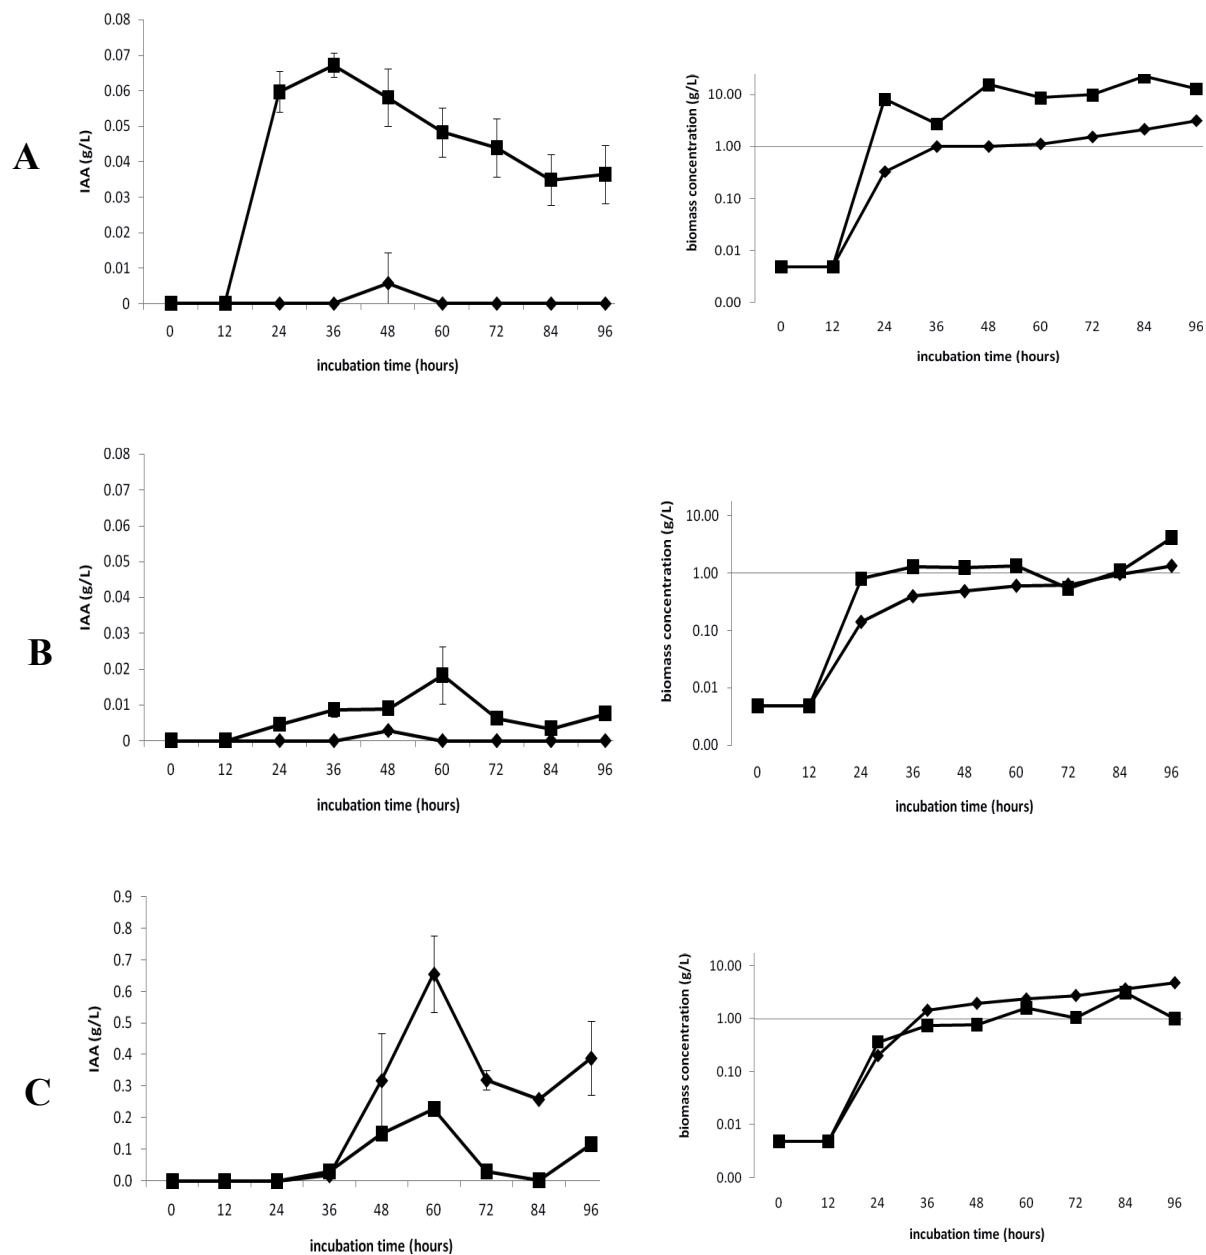 A
IAA (g/L)
0.08
0.07
0.06
0.05
0.04
0.03
0.02
0.01
0
0 12 24 36 48 60 72 84 96
incubation time (hours)
biomass concentration (g/L)
10.00
1.00
0.10
0.01
0.00
0 12 24 36 48 60 72 84 96
incubation time (hours)
B
IAA (g/L)
0.08
0.07
0.06
0.05
0.04
0.03
0.02
0.01
0
0 12 24 36 48 60 72 84 96
incubation time (hours)
biomass concentration (g/L)
10.00
1.00
0.10
0.01
0.00
0 12 24 36 48 60 72 84 96
incubation time (hours)
C
IAA (g/L)
0.9
0.8
0.7
0.6
0.5
0.4
0.3
0.2
0.1
0.0
0 12 24 36 48 60 72 84 96
incubation time (hours)
biomass concentration (g/L)
10.00
1.00
0.10
0.01
0.00
0 12 24 36 48 60 72 84 96
incubation time (hours)